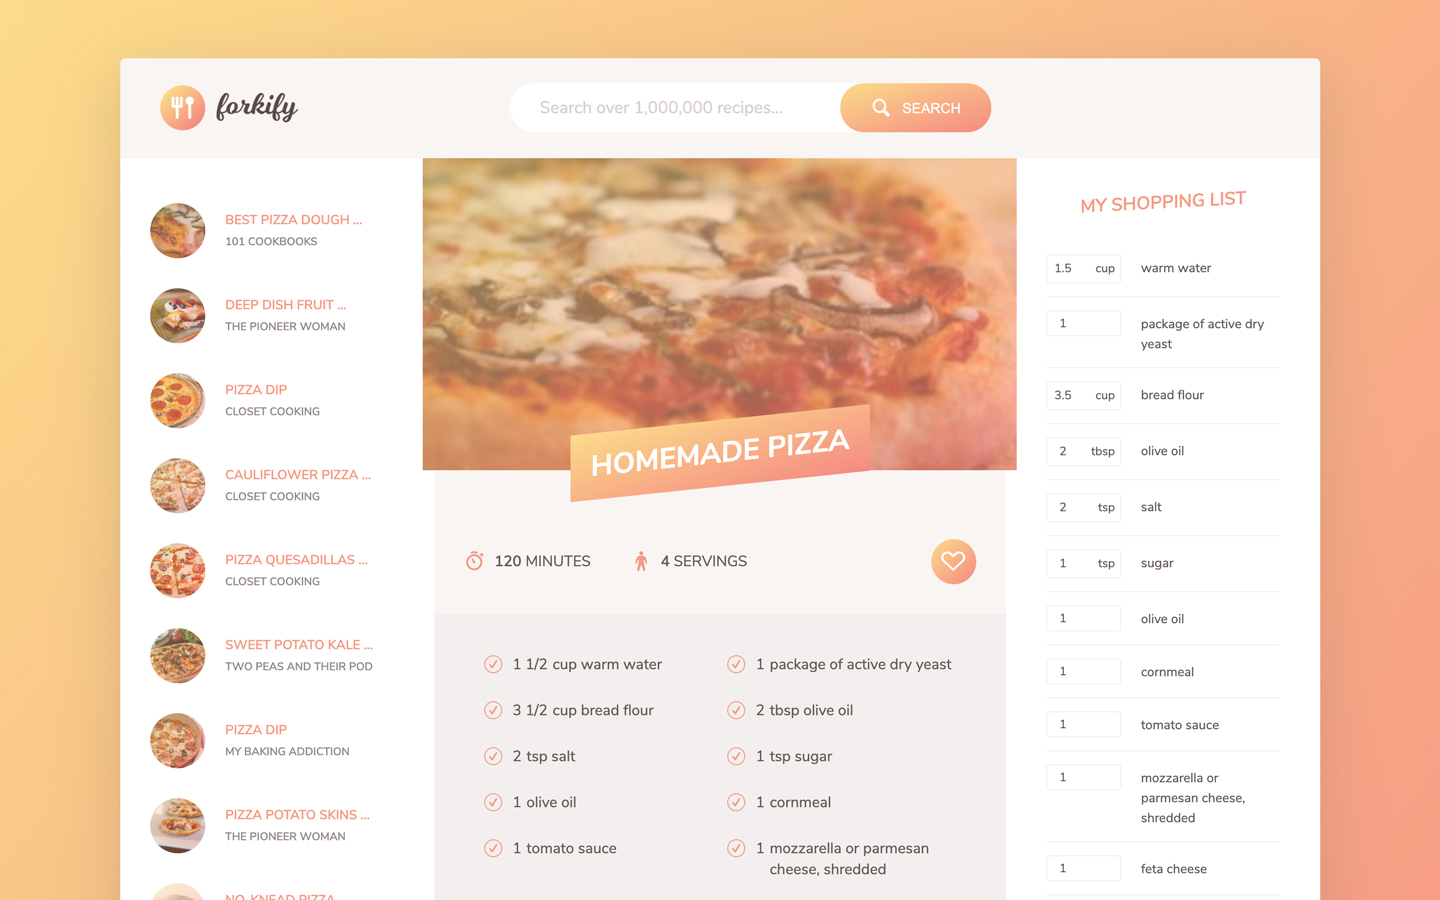 forkify
Search over 1,000,000 recipes...
SEARCH
BEST PIZZA DOUGH ...
101 COOKBOOKS
DEEP DISH FRUIT ...
THE PIONEER WOMAN
PIZZA DIP
CLOSET COOKING
CAULIFLOWER PIZZA ...
CLOSET COOKING
PIZZA QUESADILLAS ...
CLOSET COOKING
SWEET POTATO KALE ...
TWO PEAS AND THEIR POD
PIZZA DIP
MY BAKING ADDICTION
PIZZA POTATO SKINS ...
THE PIONEER WOMAN
NO-KNEAD PIZZA
HOMEMADE PIZZA
120 MINUTES
4 SERVINGS
1 1/2 cup warm water
1 package of active dry yeast
3 1/2 cup bread flour
2 tbsp olive oil
2 tsp salt
1 tsp sugar
1 olive oil
1 cornmeal
1 tomato sauce
1 mozzarella or parmesan
cheese, shredded
MY SHOPPING LIST
1.5 cup warm water
1 package of active dry
yeast
3.5 cup bread flour
2 tbsp olive oil
2 tsp salt
1 tsp sugar
1 olive oil
1 cornmeal
1 tomato sauce
1 mozzarella or
parmesan cheese,
shredded
1 feta cheese